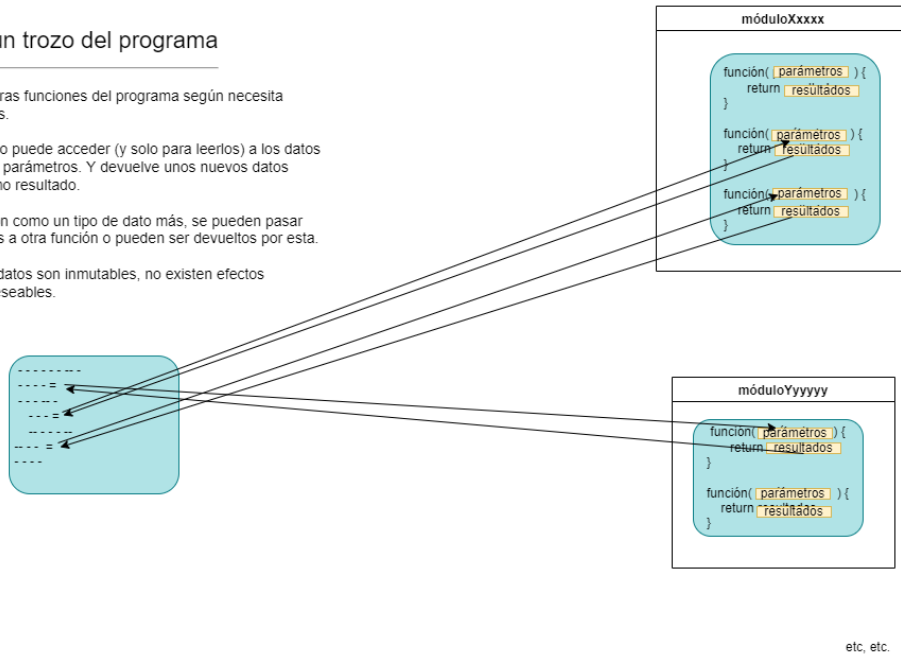 un trozo del programa
ras funciones del programa según necesita
s.
o puede acceder (y solo para leerlos) a los datos
parámetros. Y devuelve unos nuevos datos
no resultado.
n como un tipo de dato más, se pueden pasar
s a otra función o pueden ser devueltos por esta.
datos son inmutables, no existen efectos
seables.
móduloXxxxx
función( parámetros ) {
return resultados
}
función( parámetros ) {
return resultados
}
función( parámetros ) {
return resultados
}
- - - - - - -- -
- - - - =
- - - - -- -
- - - =
-- - - - --
-- - - =
- - - -
móduloYyyyyy
función( parámetros ) {
return resultados
}
función( parámetros ) {
return resultados
}
etc, etc.